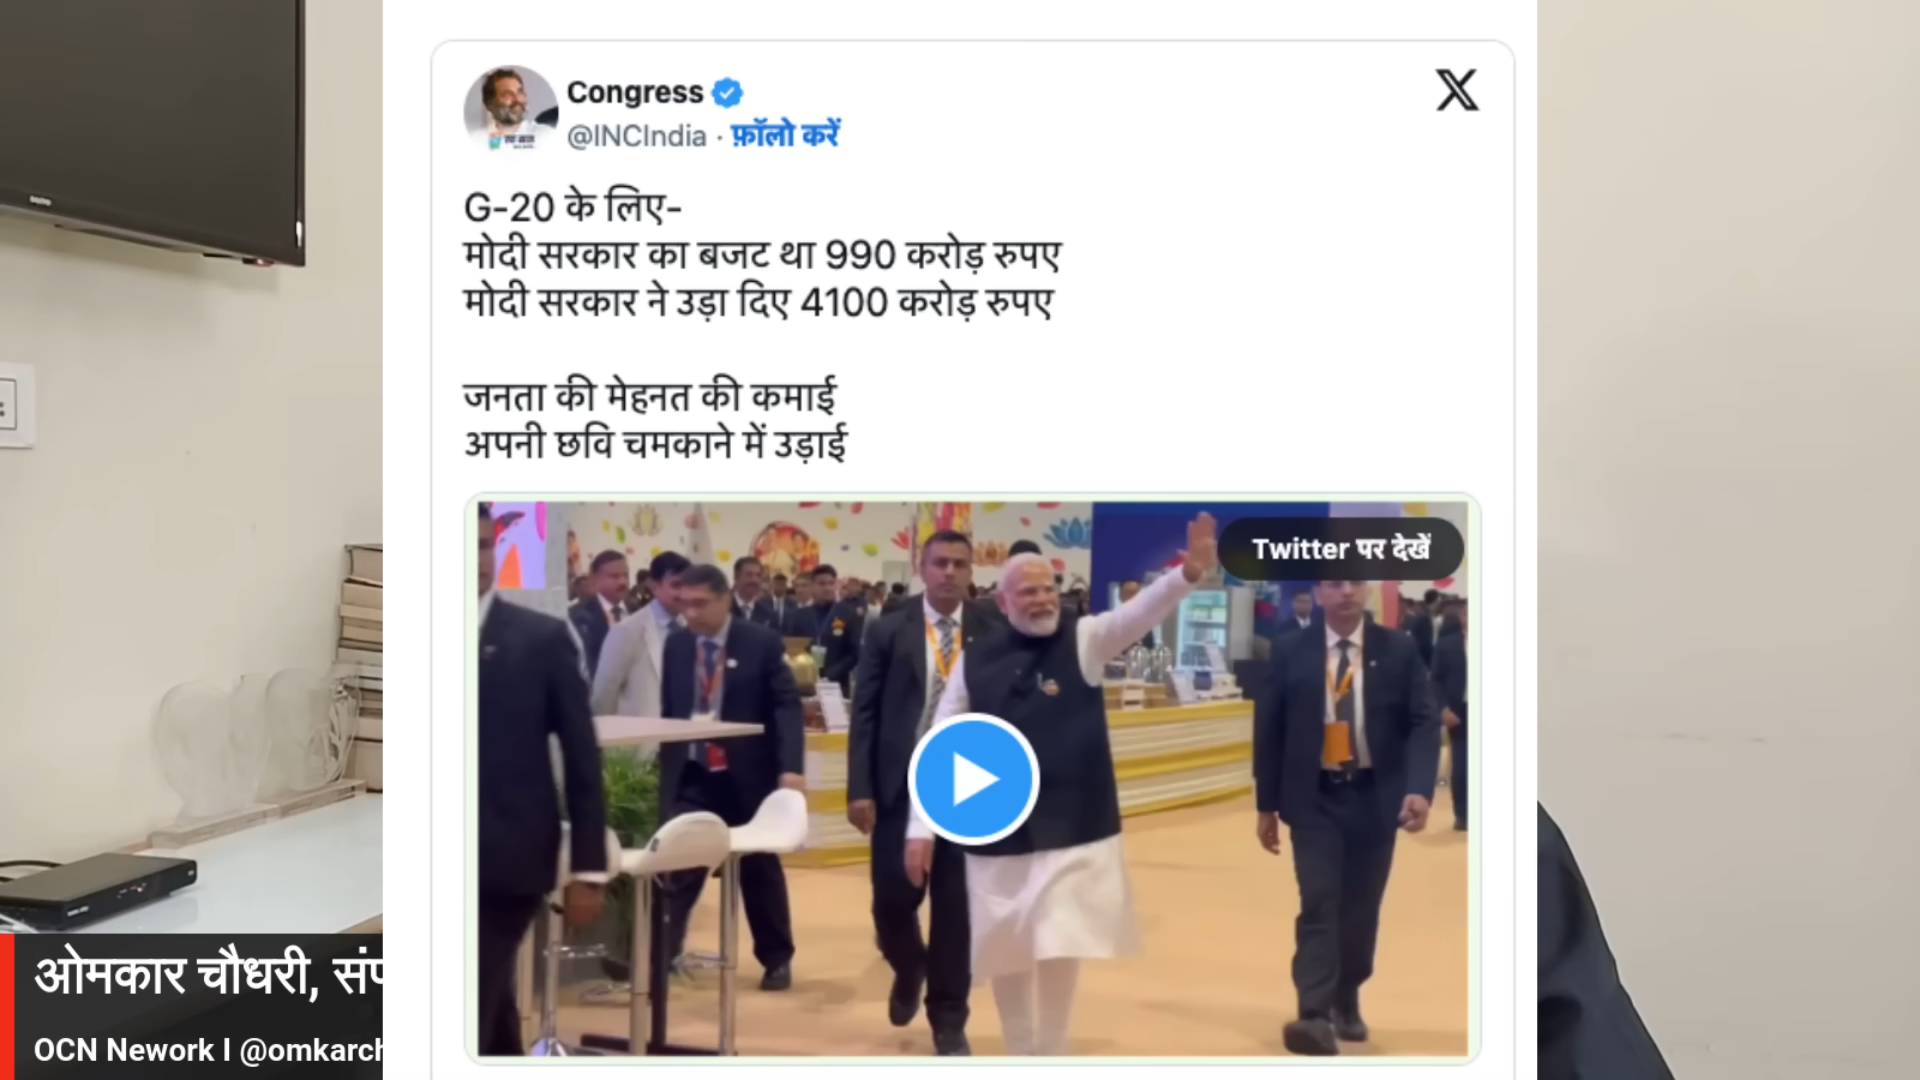 Congress
@INCIndia · फ़ॉलो करें
G-20 के लिए-
मोदी सरकार का बजट था 990 करोड़ रुपए
मोदी सरकार ने उड़ा दिए 4100 करोड़ रुपए
जनता की मेहनत की कमाई
अपनी छवि चमकाने में उड़ाई
Twitter पर देखें
ओमकार चौधरी,
OCN Nework I @omkarch